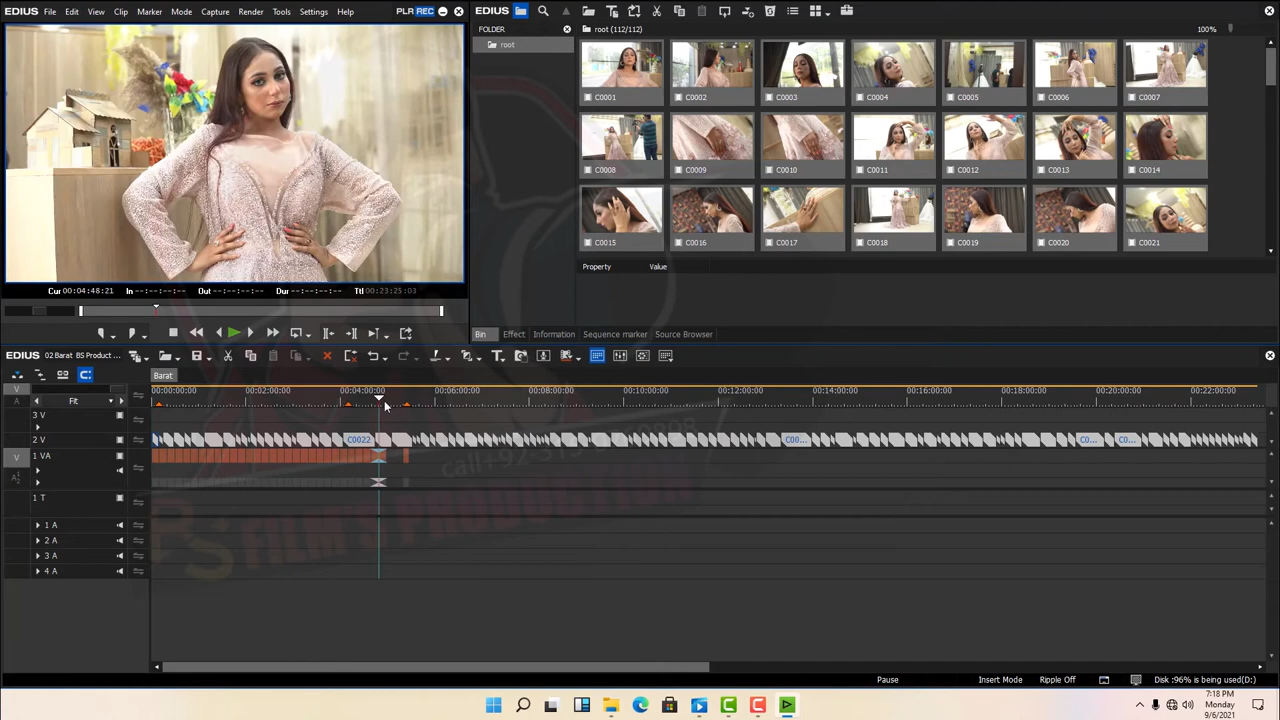 EDIUS File Edit View Clip Marker Mode Capture Render Tools Settings Help PLR REC
EDIUS
FOLDER
root
root (112/112)
100%
C0001 C0002 C0003 C0004 C0005 C0006 C0007
C0008 C0009 C0010 C0011 C0012 C0013 C0014
C0015 C0016 C0017 C0018 C0019 C0020 C0021
Property Value
Cur 00:04:48:21 In --:--:--:-- Out --:--:--:-- Dur --:--:--:-- Ttl 00:23:25:03
Bin Effect Information Sequence marker Source Browser
EDIUS 02 Barat BS Product ...
Barat
V
A
Fit
00:00:00:00 00:02:00:00 00:04:00:00 00:06:00:00 00:08:00:00 00:10:00:00 00:12:00:00 00:14:00:00 00:16:00:00 00:18:00:00 00:20:00:00 00:22:00:00
3 V
2 V
C0022 C00... C0... C0...
V 1 VA
1 T
1 A
2 A
3 A
4 A
Pause Insert Mode Ripple Off Disk :96% is being used(D:)
7:18 PM
Monday
9/6/2021